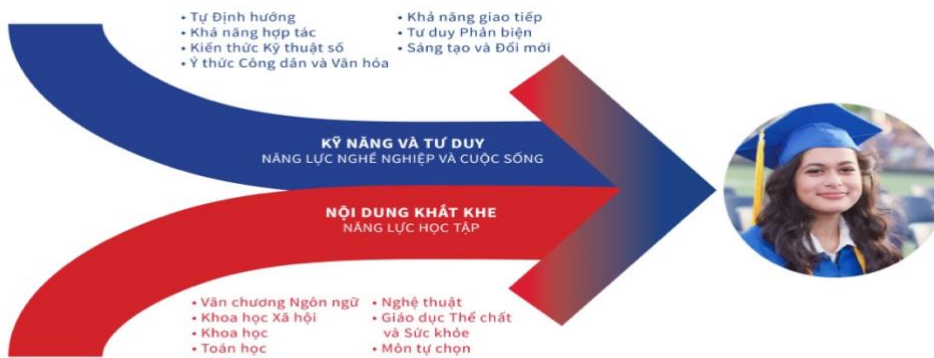 • Tự Định hướng
• Khả năng hợp tác
• Kiến thức Kỹ thuật số
• Ý thức Công dân và Văn hóa
• Khả năng giao tiếp
• Tư duy Phản biện
• Sáng tạo và Đổi mới
KỸ NĂNG VÀ TƯ DUY
NĂNG LỰC NGHỀ NGHIỆP VÀ CUỘC SỐNG
NỘI DUNG KHẮT KHE
NĂNG LỰC HỌC TẬP
• Văn chương Ngôn ngữ
• Khoa học Xã hội
• Khoa học
• Toán học
• Nghệ thuật
• Giáo dục Thể chất
và Sức khỏe
• Môn tự chọn